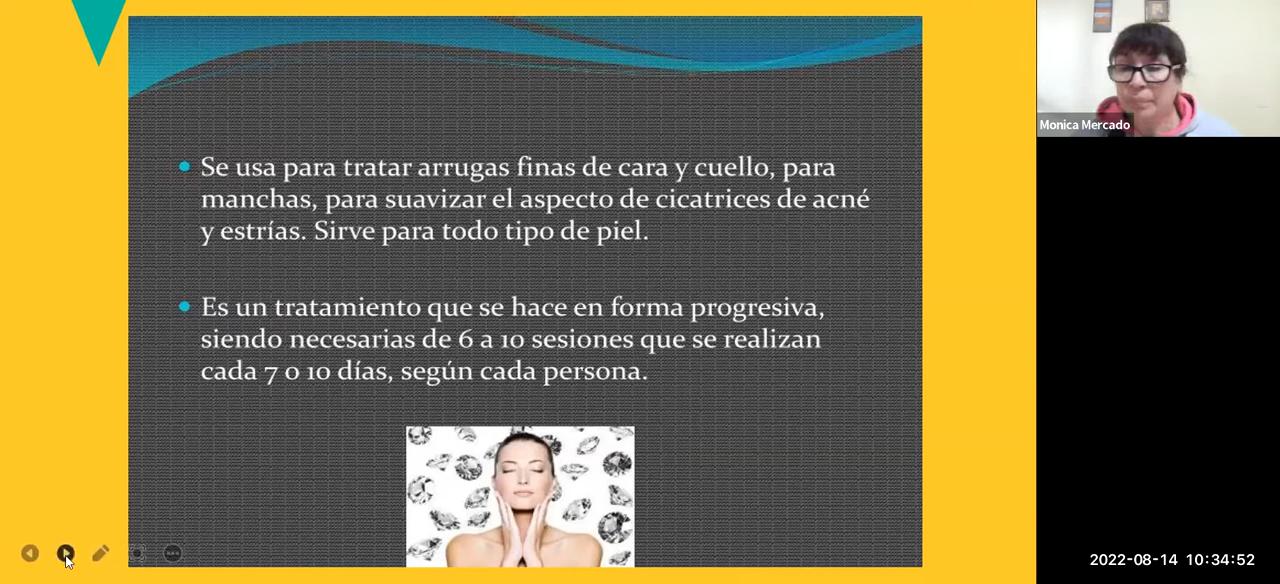 Se usa para tratar arrugas finas de cara y cuello, para
manchas, para suavizar el aspecto de cicatrices de acné
y estrías. Sirve para todo tipo de piel.
Es un tratamiento que se hace en forma progresiva,
siendo necesarias de 6 a 10 sesiones que se realizan
cada 7 o 10 días, según cada persona.
Monica Mercado
2022-08-14 10:34:52